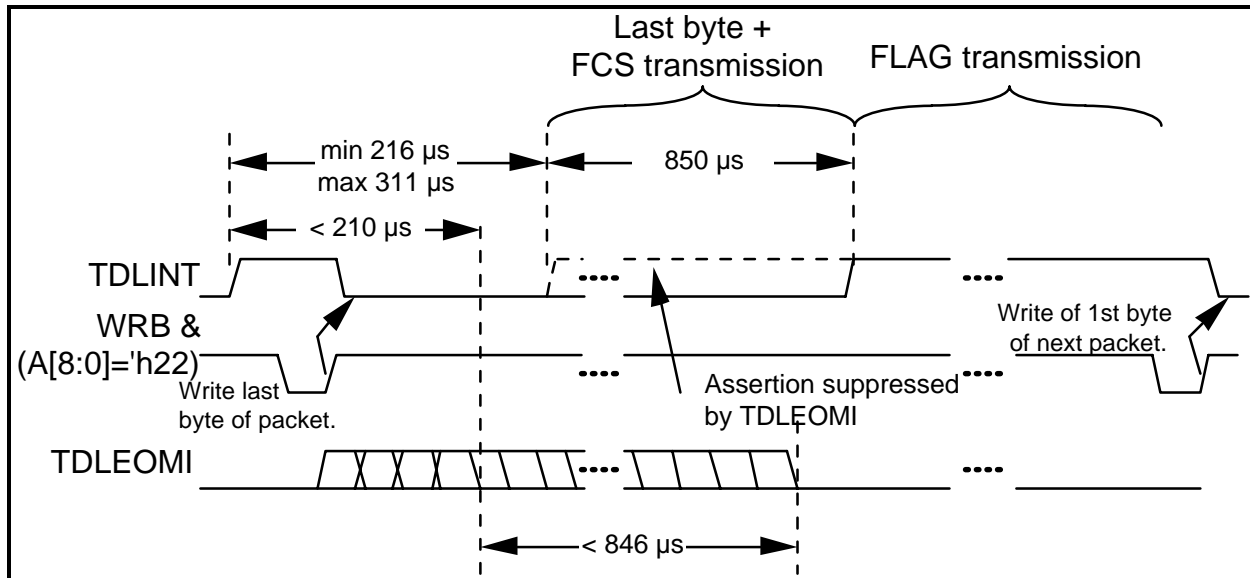 Last byte +
FCS transmission
FLAG transmission
min 216 µs
max 311 µs
850 µs
< 210 µs
TDLINT
WRB &
(A[8:0]='h22)
Write last
byte of packet.
Assertion suppressed
by TDLEOMI
Write of 1st byte
of next packet.
TDLEOMI
< 846 µs